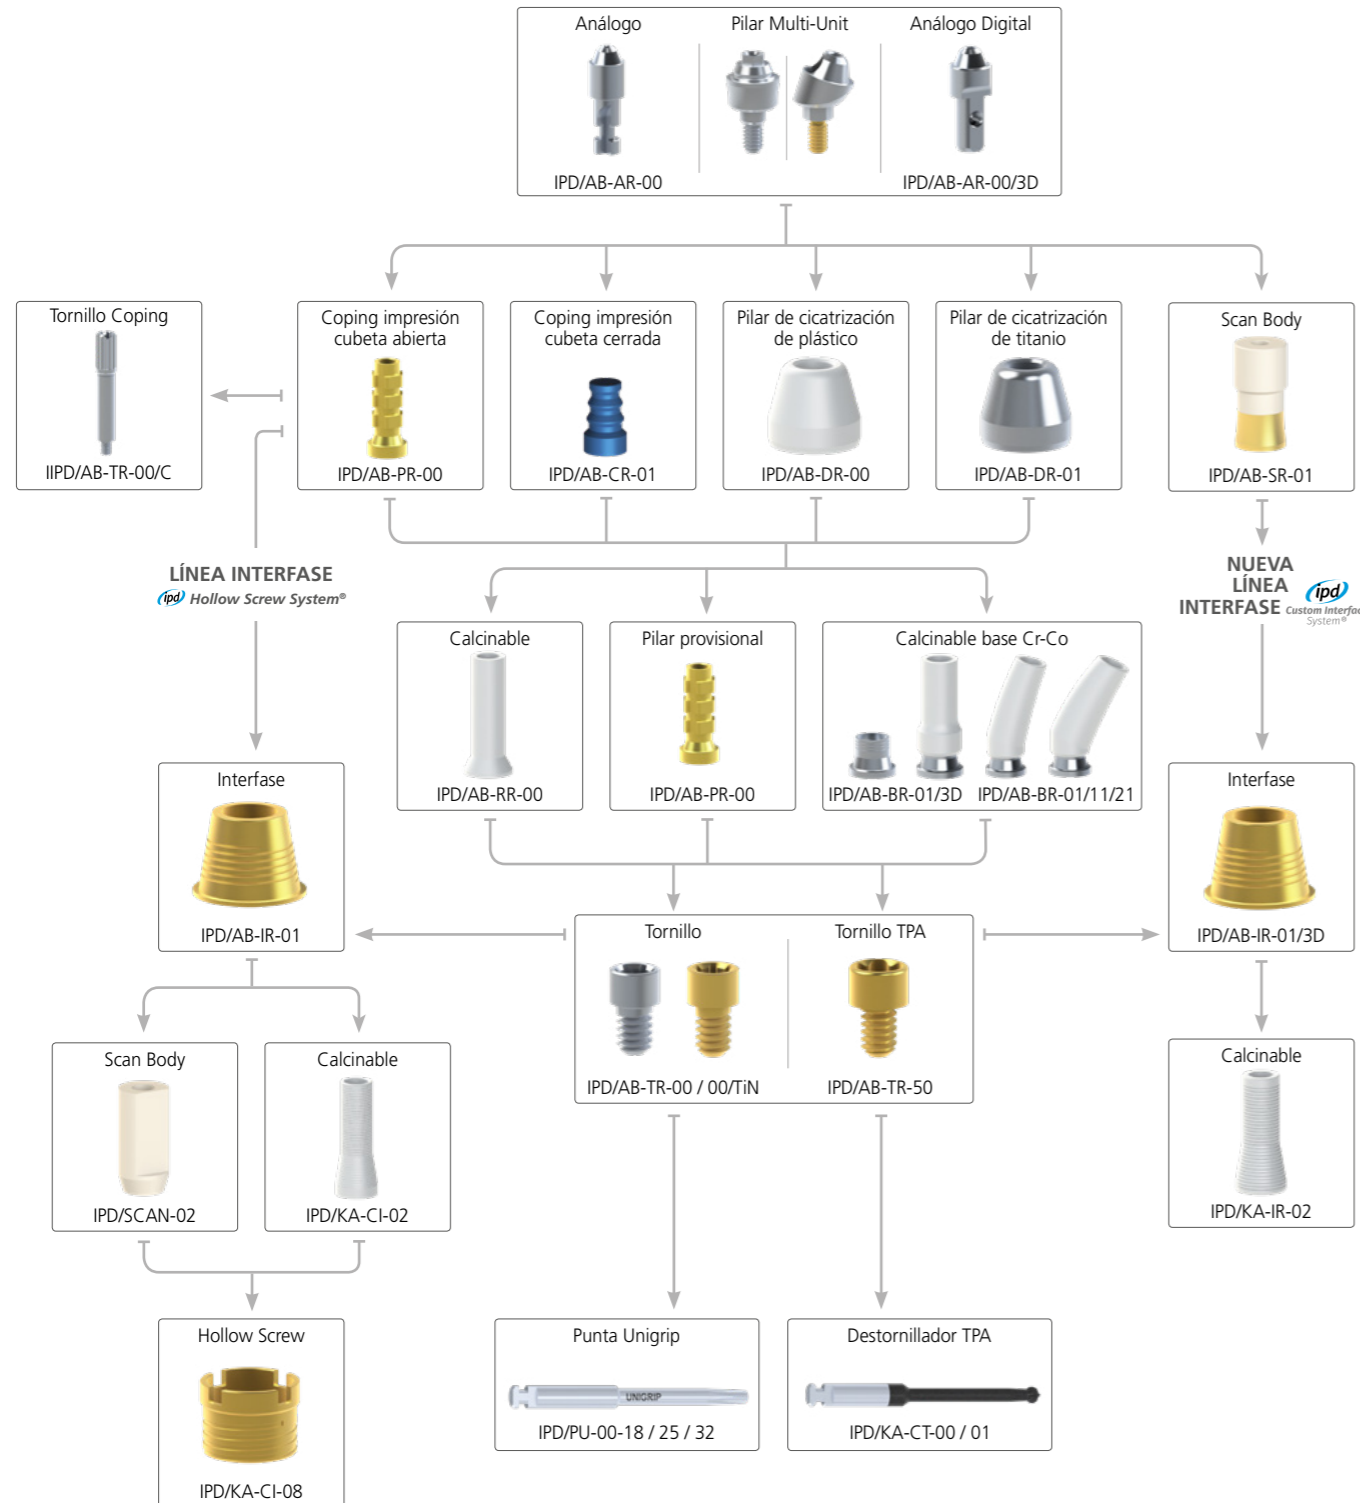 Análogo
Pilar Multi-Unit
Análogo Digital
IPD/AB-AR-00
IPD/AB-AR-00/3D
Tornillo Coping
IIPD/AB-TR-00/C
Coping impresión
cubeta abierta
IPD/AB-PR-00
Coping impresión
cubeta cerrada
IPD/AB-CR-01
Pilar de cicatrización
de plástico
IPD/AB-DR-00
Pilar de cicatrización
de titanio
IPD/AB-DR-01
Scan Body
IPD/AB-SR-01
LÍNEA INTERFASE
ipd Hollow Screw System®
NUEVA
LÍNEA
INTERFASE
ipd
Custom Interfac
System®
Calcinable
IPD/AB-RR-00
Pilar provisional
IPD/AB-PR-00
Calcinable base Cr-Co
IPD/AB-BR-01/3D IPD/AB-BR-01/11/21
Interfase
IPD/AB-IR-01
Tornillo
IPD/AB-TR-00 / 00/TiN
Tornillo TPA
IPD/AB-TR-50
Interfase
IPD/AB-IR-01/3D
Scan Body
IPD/SCAN-02
Calcinable
IPD/KA-CI-02
Calcinable
IPD/KA-IR-02
Hollow Screw
IPD/KA-CI-08
Punta Unigrip
UNIGRIP
IPD/PU-00-18 / 25 / 32
Destornillador TPA
IPD/KA-CT-00 / 01